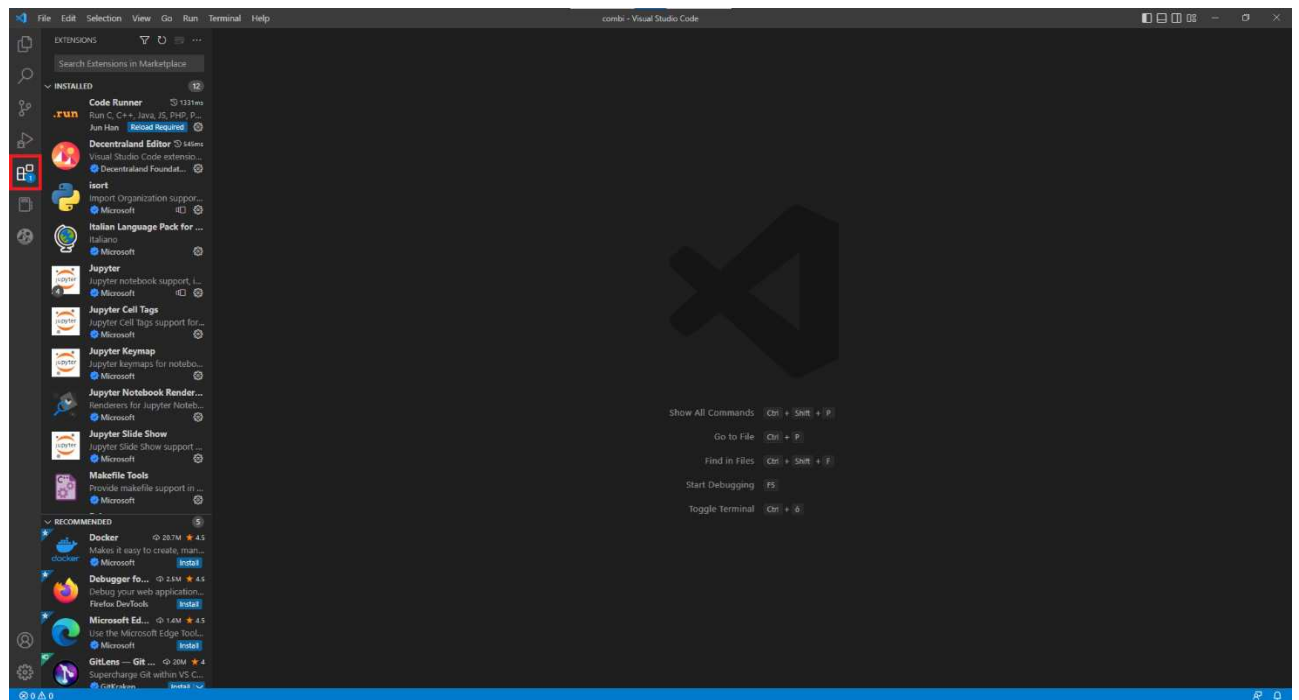 File Edit Selection View Go Run Terminal Help
combi - Visual Studio Code
EXTENSIONS
Search Extensions in Marketplace
INSTALLED 12
Code Runner 1331ms
.run
Run C, C++, Java, JS, PHP, P...
Jun Han Reload Required
Decentraland Editor 545ms
Visual Studio Code extensio...
Decentraland Foundat...
1
isort
Import Organization suppor...
Microsoft
Italian Language Pack for ...
Italiano
Microsoft
Jupyter
jupyter
Jupyter notebook support, i...
4
Microsoft
Jupyter Cell Tags
jupyter
Jupyter Cell Tags support for...
Microsoft
Jupyter Keymap
jupyter
Jupyter keymaps for notebo...
Microsoft
Jupyter Notebook Render...
Renderers for Jupyter Noteb...
Microsoft
Jupyter Slide Show
jupyter
Jupyter Slide Show support ...
Microsoft
Makefile Tools
Provide makefile support in ...
Microsoft
RECOMMENDED 5
Docker 20.7M 4.5
docker
Makes it easy to create, man...
Microsoft Install
Debugger fo... 2.5M 4.5
Debug your web application...
Firefox DevTools Install
Microsoft Ed... 1.4M 4.5
Use the Microsoft Edge Tool...
Microsoft Install
GitLens — Git ... 20M 4
Supercharge Git within VS C...
GitKraken Install
Show All Commands Ctrl + Shift + P
Go to File Ctrl + P
Find in Files Ctrl + Shift + F
Start Debugging F5
Toggle Terminal Ctrl + ò
0 0